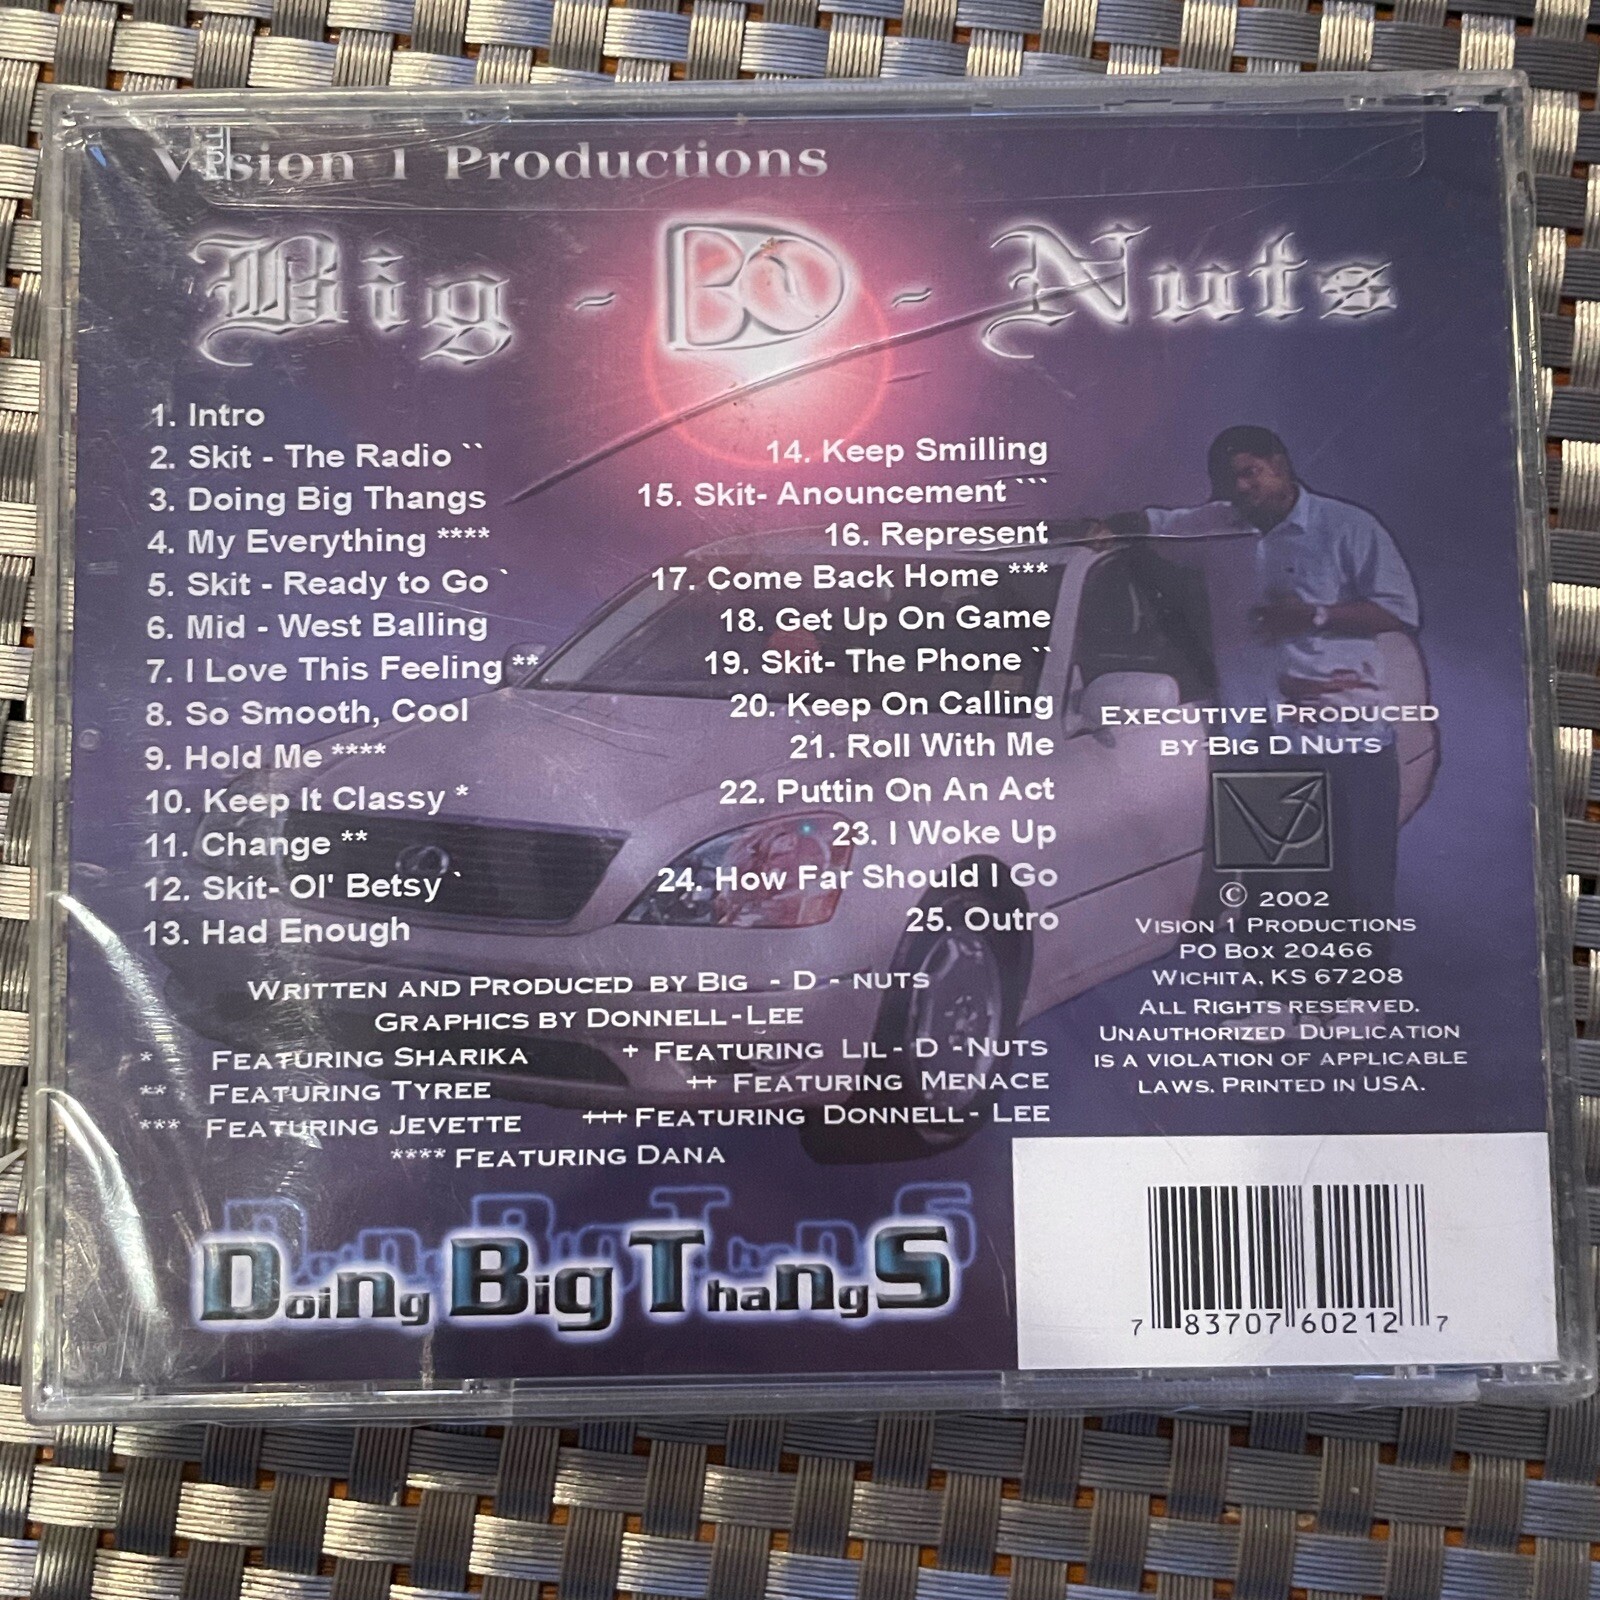 Vision 1 Productions
Big - D - Nuts
1. Intro
2. Skit - The Radio ``
3. Doing Big Thangs
4. My Everything ****
5. Skit - Ready to Go `
6. Mid - West Balling
7. I Love This Feeling **
8. So Smooth, Cool
9. Hold Me ****
10. Keep It Classy *
11. Change **
12. Skit- Ol' Betsy `
13. Had Enough
14. Keep Smilling
15. Skit- Anouncement ```
16. Represent
17. Come Back Home ***
18. Get Up On Game
19. Skit- The Phone ``
20. Keep On Calling
21. Roll With Me
22. Puttin On An Act
23. I Woke Up
24. How Far Should I Go
25. Outro
WRITTEN AND PRODUCED BY BIG - D - NUTS
GRAPHICS BY DONNELL-LEE
* FEATURING SHARIKA
** FEATURING TYREE
*** FEATURING JEVETTE
**** FEATURING DANA
+ FEATURING LIL- D -NUTS
++ FEATURING MENACE
+++ FEATURING DONNELL- LEE
EXECUTIVE PRODUCED
BY BIG D NUTS
© 2002
VISION 1 PRODUCTIONS
PO BOX 20466
WICHITA, KS 67208
ALL RIGHTS RESERVED.
UNAUTHORIZED DUPLICATION
IS A VIOLATION OF APPLICABLE
LAWS. PRINTED IN USA.
Doing Big ThangS
7 83707 60212 7